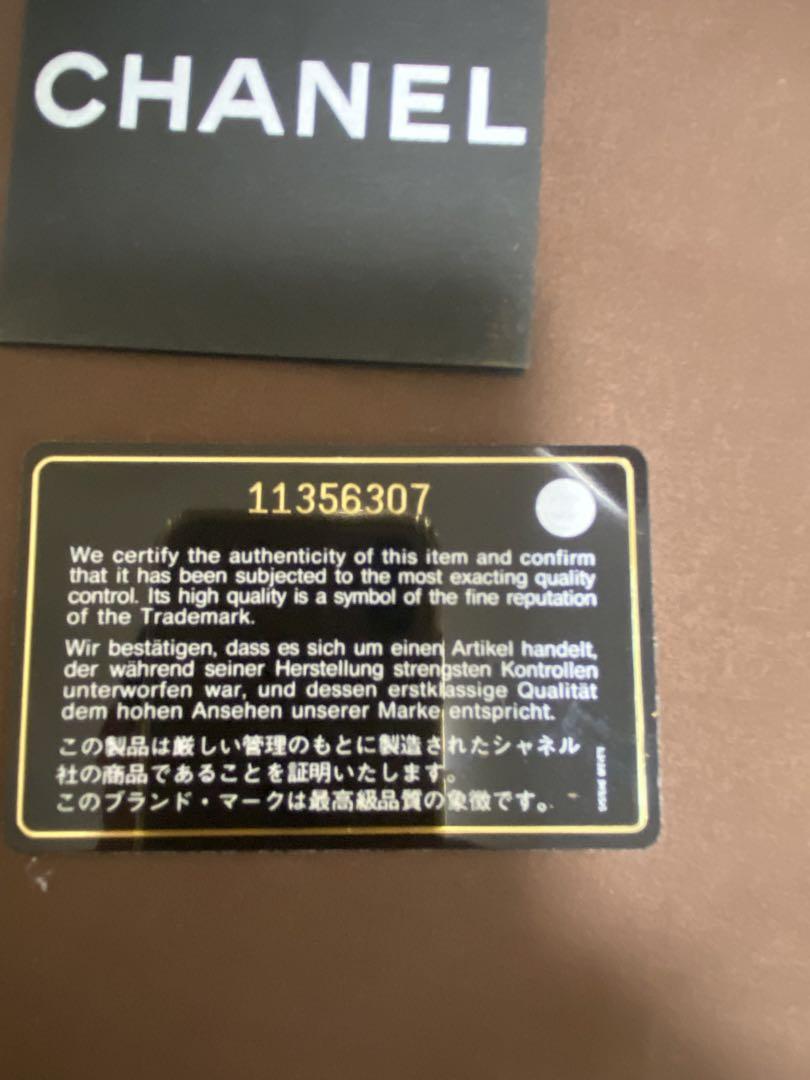 CHANEL
11356307
We certify the authenticity of this item and confirm
that it has been subjected to the most exacting quality
control. Its high quality is a symbol of the fine reputation
of the Trademark.
Wir bestätigen, dass es sich um einen Artikel handelt,
der während seiner Herstellung strengsten Kontrollen
unterworfen war, und dessen erstklassige Qualität
dem hohen Ansehen unserer Marke entspricht.
この製品は厳しい管理のもとに製造されたシャネル
社の商品であることを証明いたします。
このブランド・マークは最高級品質の象徴です。